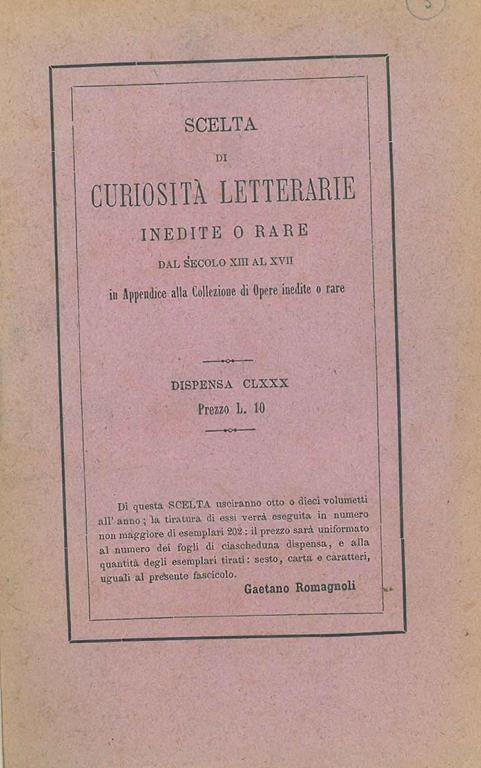 3
SCELTA
DI
CURIOSITÀ LETTERARIE
INEDITE O RARE
DAL SECOLO XIII AL XVII
in Appendice alla Collezione di Opere inedite o rare
DISPENSA CLXXX
Prezzo L. 10
Di questa SCELTA usciranno otto o dieci volumetti
all' anno; la tiratura di essi verrà eseguita in numero
non maggiore di esemplari 202: il prezzo sarà uniformato
al numero dei fogli di ciascheduna dispensa, e alla
quantità degli esemplari tirati: sesto, carta e caratteri,
uguali al presente fascicolo.
Gaetano Romagnoli